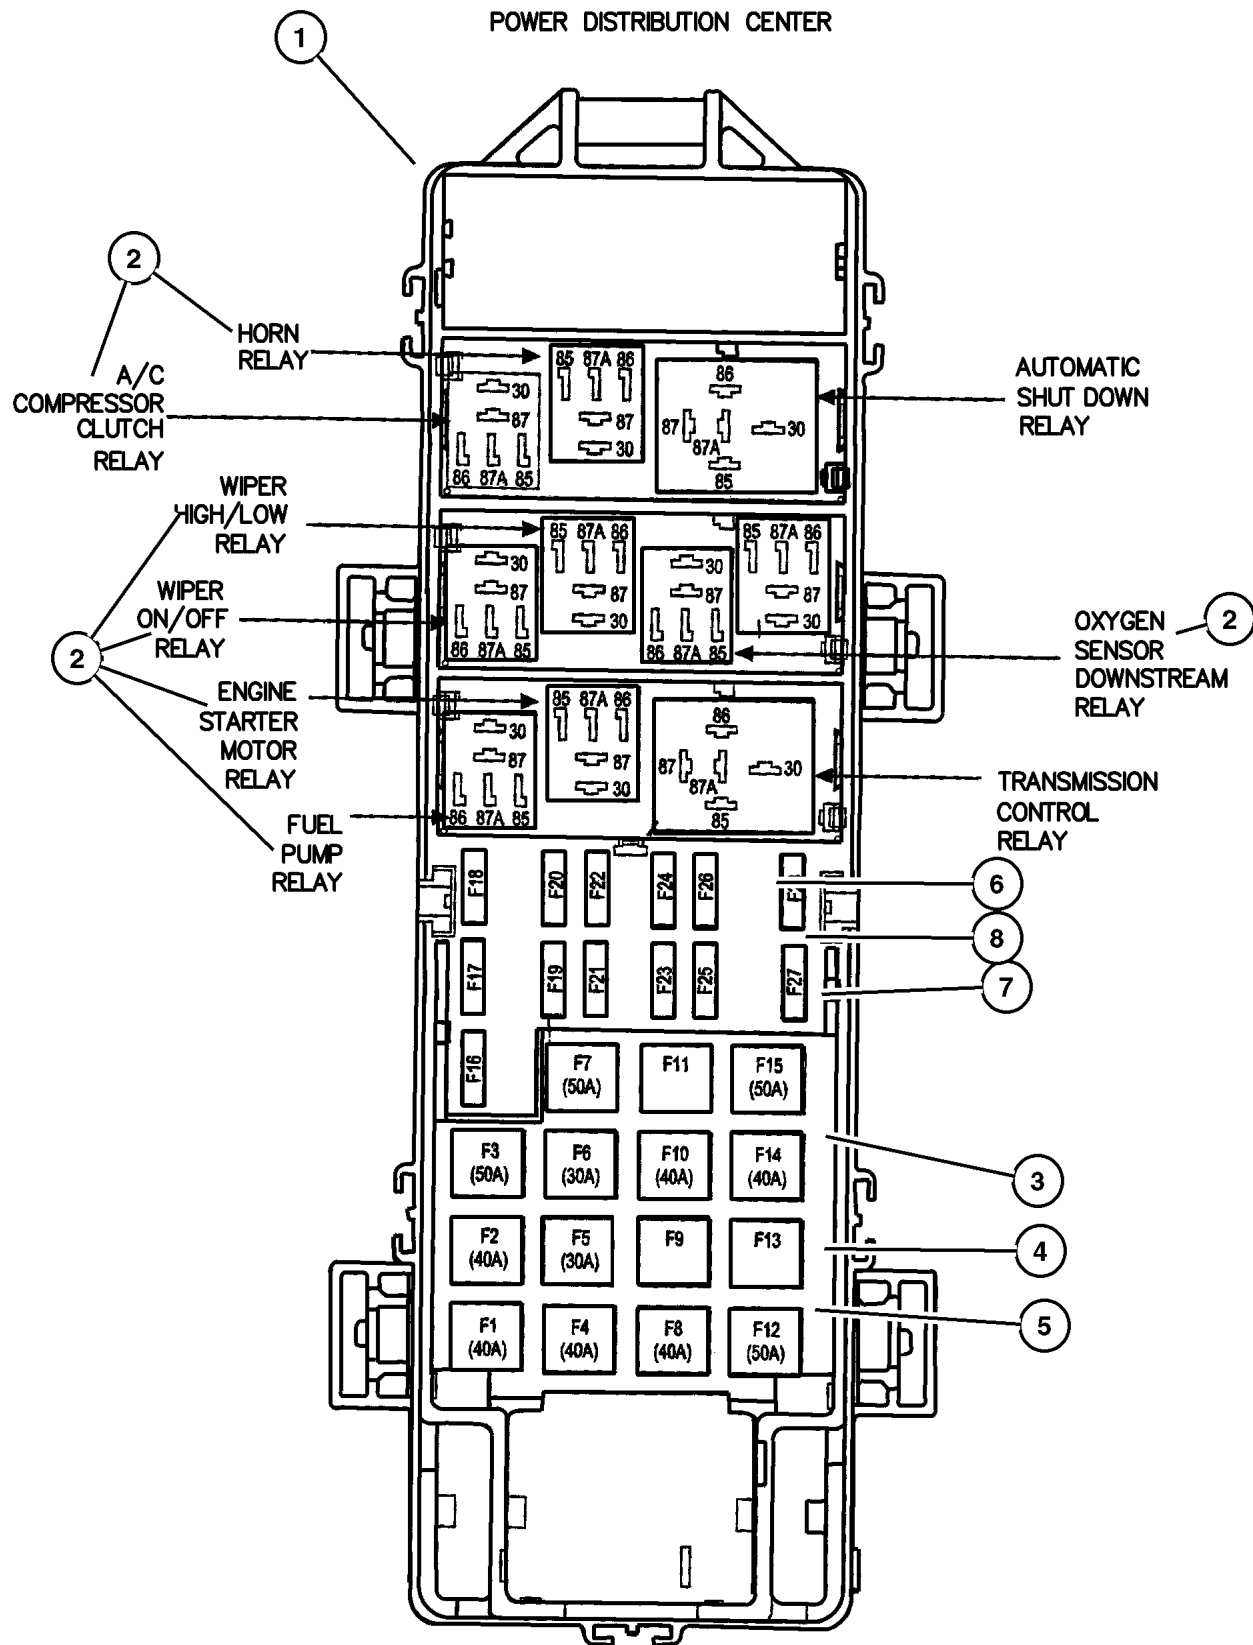 POWER DISTRIBUTION CENTER
1
2
HORN
RELAY
A/C
COMPRESSOR
CLUTCH
RELAY
85 87A 86
87
30
30
87
86 87A 85
86
87
87A
30
85
AUTOMATIC
SHUT DOWN
RELAY
WIPER
HIGH/LOW
RELAY
WIPER
ON/OFF
RELAY
2
85 87A 86
87
30
30
87
86 87A 85
30
87
86 87A 85
85 87A 86
87
30
OXYGEN
SENSOR
DOWNSTREAM
RELAY
2
ENGINE
STARTER
MOTOR
RELAY
FUEL
PUMP
RELAY
85 87A 86
87
30
30
87
86 87A 85
86
87
87A
30
85
TRANSMISSION
CONTROL
RELAY
F18
F20
F22
F24
F26
6
8
F17
F19
F21
F23
F25
F27
7
F16
F7
(50A)
F11
F15
(50A)
F3
(50A)
F6
(30A)
F10
(40A)
F14
(40A)
3
F2
(40A)
F5
(30A)
F9
F13
4
F1
(40A)
F4
(40A)
F8
(40A)
F12
(50A)
5